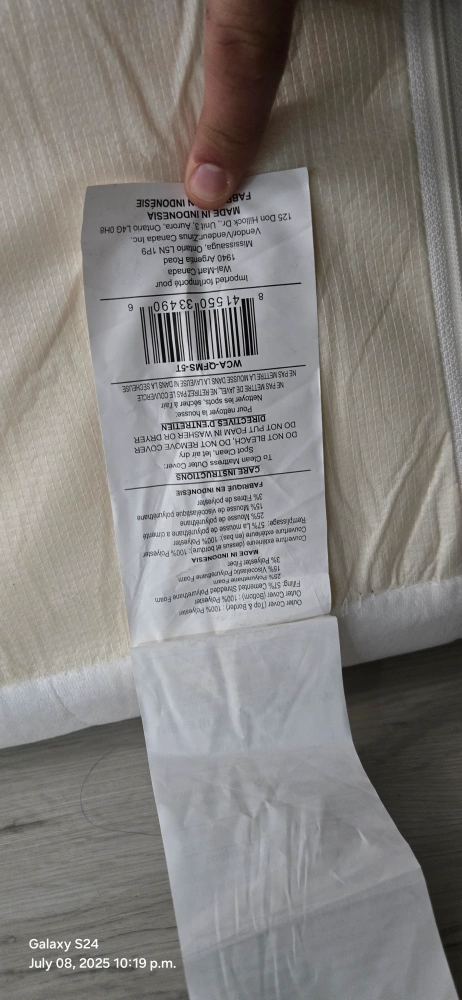 Outer Cover (Top & Border) : 100% Polyester
Outer Cover (Bottom) : 100% Polyester
Filing: 57% Cemented Shredded Polyurethane Foam
25% Polyurethane Foam
15% Viscoelastic Polyurethane Foam
3% Polyester Fiber
MADE IN INDONESIA
Couverture extérieure (dessus et bordure): 100% Polyester
Couverture extérieure (en bas): 100% Polyester
Remplissage: 57% La mousse de polyuréthane a cimenté
25% Mousse de polyuréthane
15% Mousse de viscoélastique polyuréthane
3% Fibres de polyester
FABRIQUÉ EN INDONÉSIE
CARE INSTRUCTIONS
To Clean Mattress Outer Cover:
Spot Clean, let air dry
DO NOT BLEACH, DO NOT REMOVE COVER
DO NOT PUT FOAM IN WASHER OR DRYER
DIRECTIVES D'ENTRETIEN
Pour nettoyer la housse:
Nettoyer les spots, séchés à l'air
NE PAS METTRE DE JAVEL, NE RETIREZ PAS LE COUVERCLE
NE PAS METTRE LA MOUSSE DANS LA LAVEUSE NI DANS LA SÉCHEUSE
WCA-QFMS-5T
8 41550 33490 6
Imported for/Importé pour
Wal-Mart Canada
1940 Argentia Road
Mississauga, Ontario L5N 1P9
Vendor/Vendeur:Zinus Canada Inc.
125 Don Hillock Dr., Unit 3, Aurora, Ontario L4G 0H8
MADE IN INDONESIA
EN INDONÉSIE
Galaxy S24
July 08, 2025 10:19 p.m.